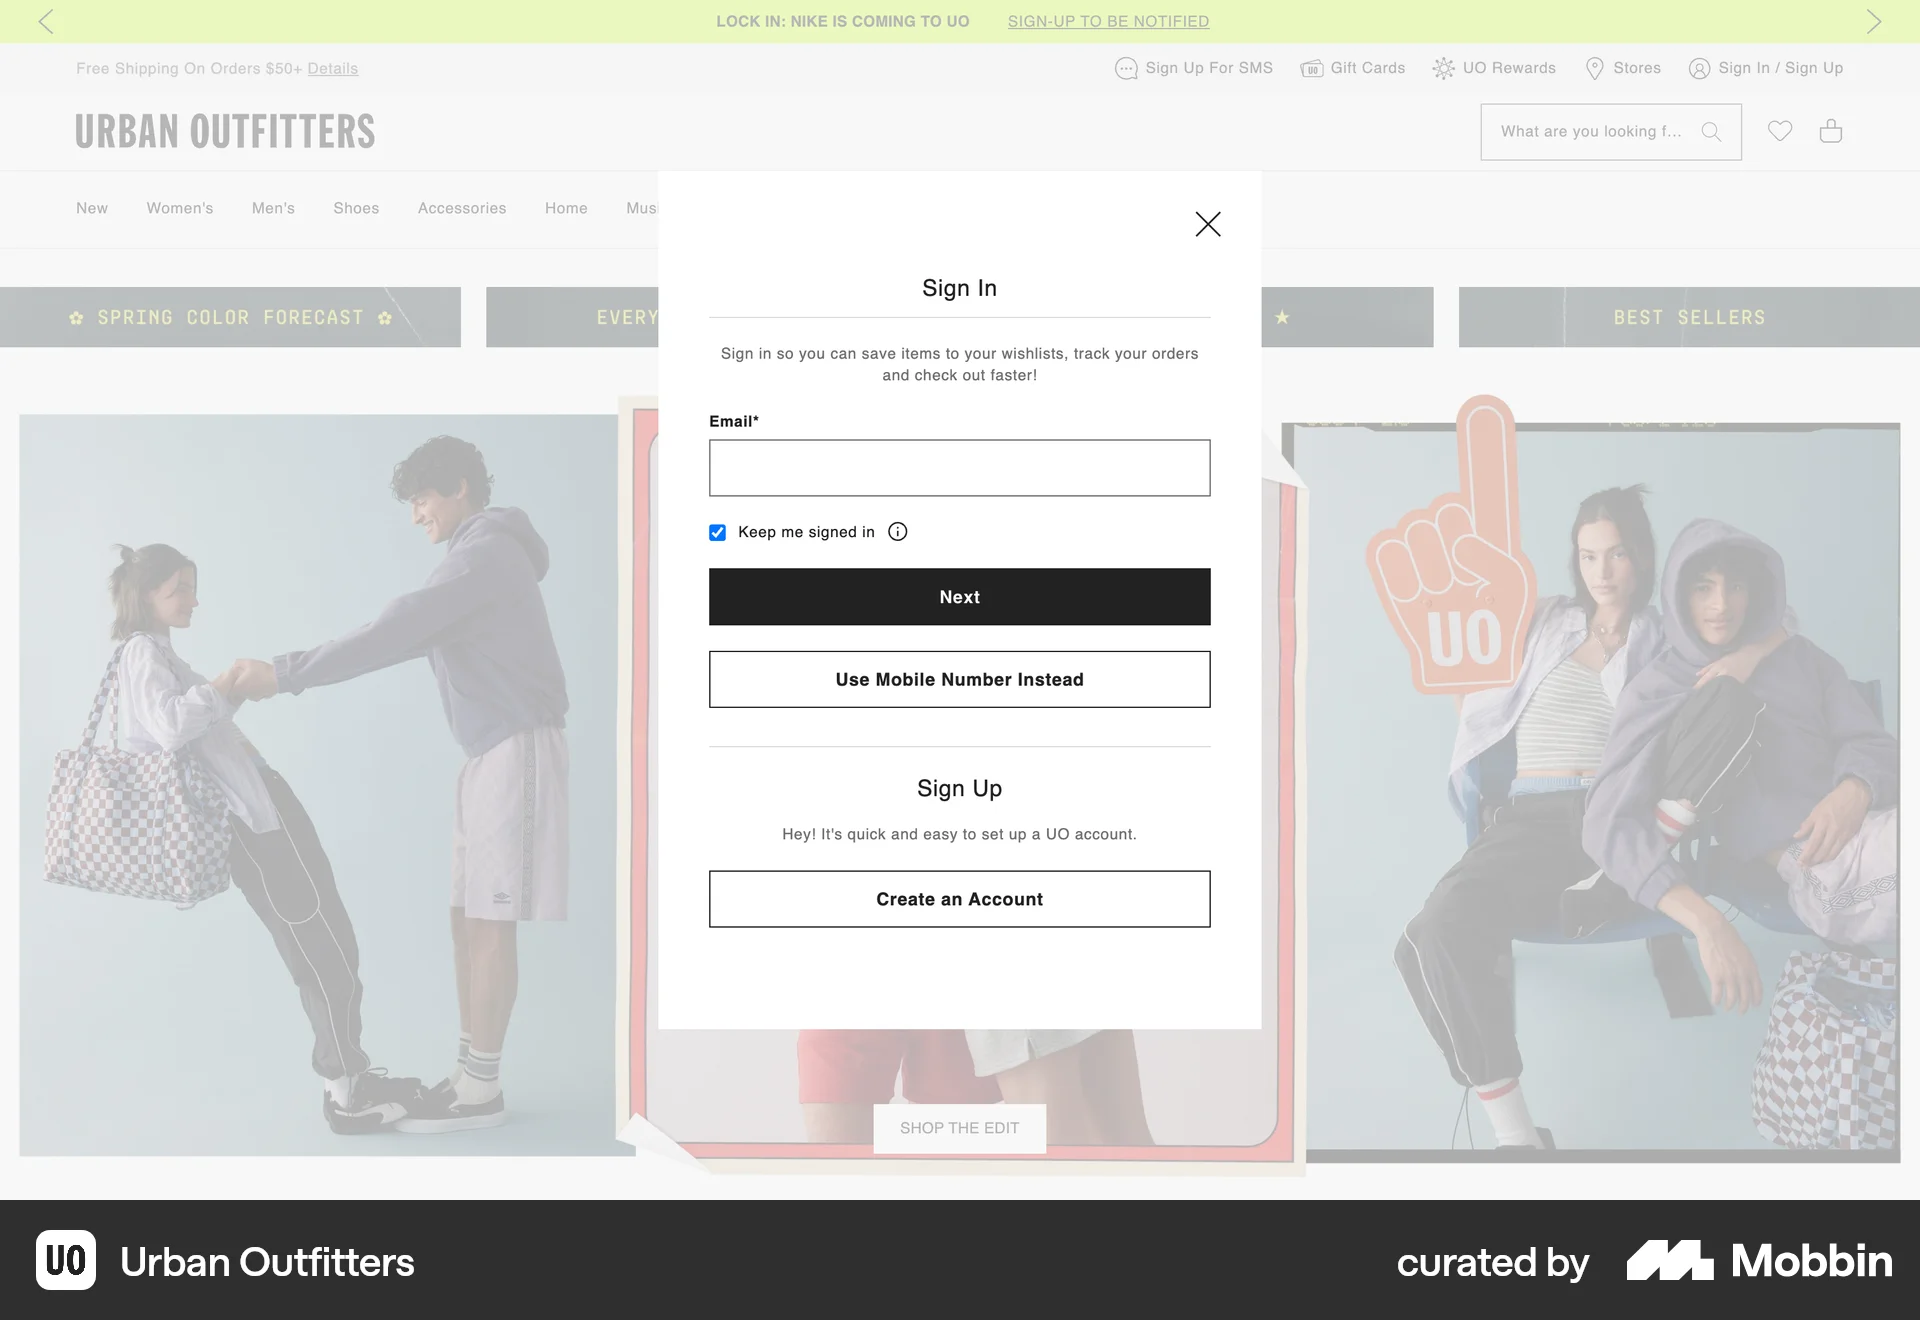 LOCK IN: NIKE IS COMING TO UO SIGN-UP TO BE NOTIFIED
Free Shipping On Orders $50+ Details
Sign Up For SMS
UO
Gift Cards
UO Rewards
Stores
Sign In / Sign Up
URBAN OUTFITTERS
What are you looking f...
New
Women's
Men's
Shoes
Accessories
Home
Musi
✿ SPRING COLOR FORECAST ✿
EVERY
★
BEST SELLERS
Sign In
Sign in so you can save items to your wishlists, track your orders
and check out faster!
Email*
Keep me signed in
Next
Use Mobile Number Instead
Sign Up
Hey! It's quick and easy to set up a UO account.
Create an Account
UO
SHOP THE EDIT
UO
Urban Outfitters
curated by
Mobbin